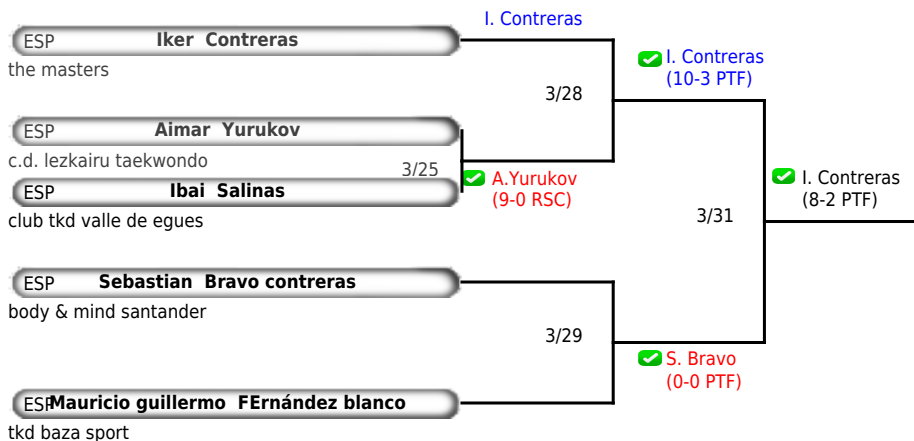 I. Contreras
ESP Iker Contreras
the masters
I. Contreras
(10-3 PTF)
3/28
ESP Aimar Yurukov
c.d. lezkairu taekwondo
3/25
A.Yurukov
(9-0 RSC)
ESP Ibai Salinas
club tkd valle de egues
I. Contreras
(8-2 PTF)
3/31
ESP Sebastian Bravo contreras
body & mind santander
3/29
S. Bravo
(0-0 PTF)
ESP Mauricio guillermo FErnández blanco
tkd baza sport